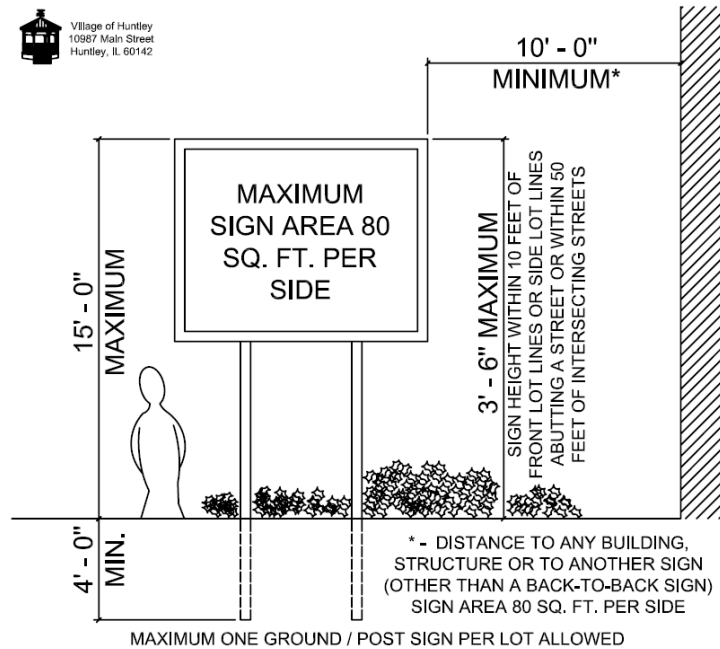 Village of Huntley
10987 Main Street
Huntley, IL 60142
10' - 0"
MINIMUM*
MAXIMUM
SIGN AREA 80
SQ. FT. PER
SIDE
15' - 0"
MAXIMUM
3' - 6" MAXIMUM
SIGN HEIGHT WITHIN 10 FEET OF
FRONT LOT LINES OR SIDE LOT LINES
ABUTTING A STREET OR WITHIN 50
FEET OF INTERSECTING STREETS
4' - 0"
MIN.
* - DISTANCE TO ANY BUILDING,
STRUCTURE OR TO ANOTHER SIGN
(OTHER THAN A BACK-TO-BACK SIGN)
SIGN AREA 80 SQ. FT. PER SIDE
MAXIMUM ONE GROUND / POST SIGN PER LOT ALLOWED